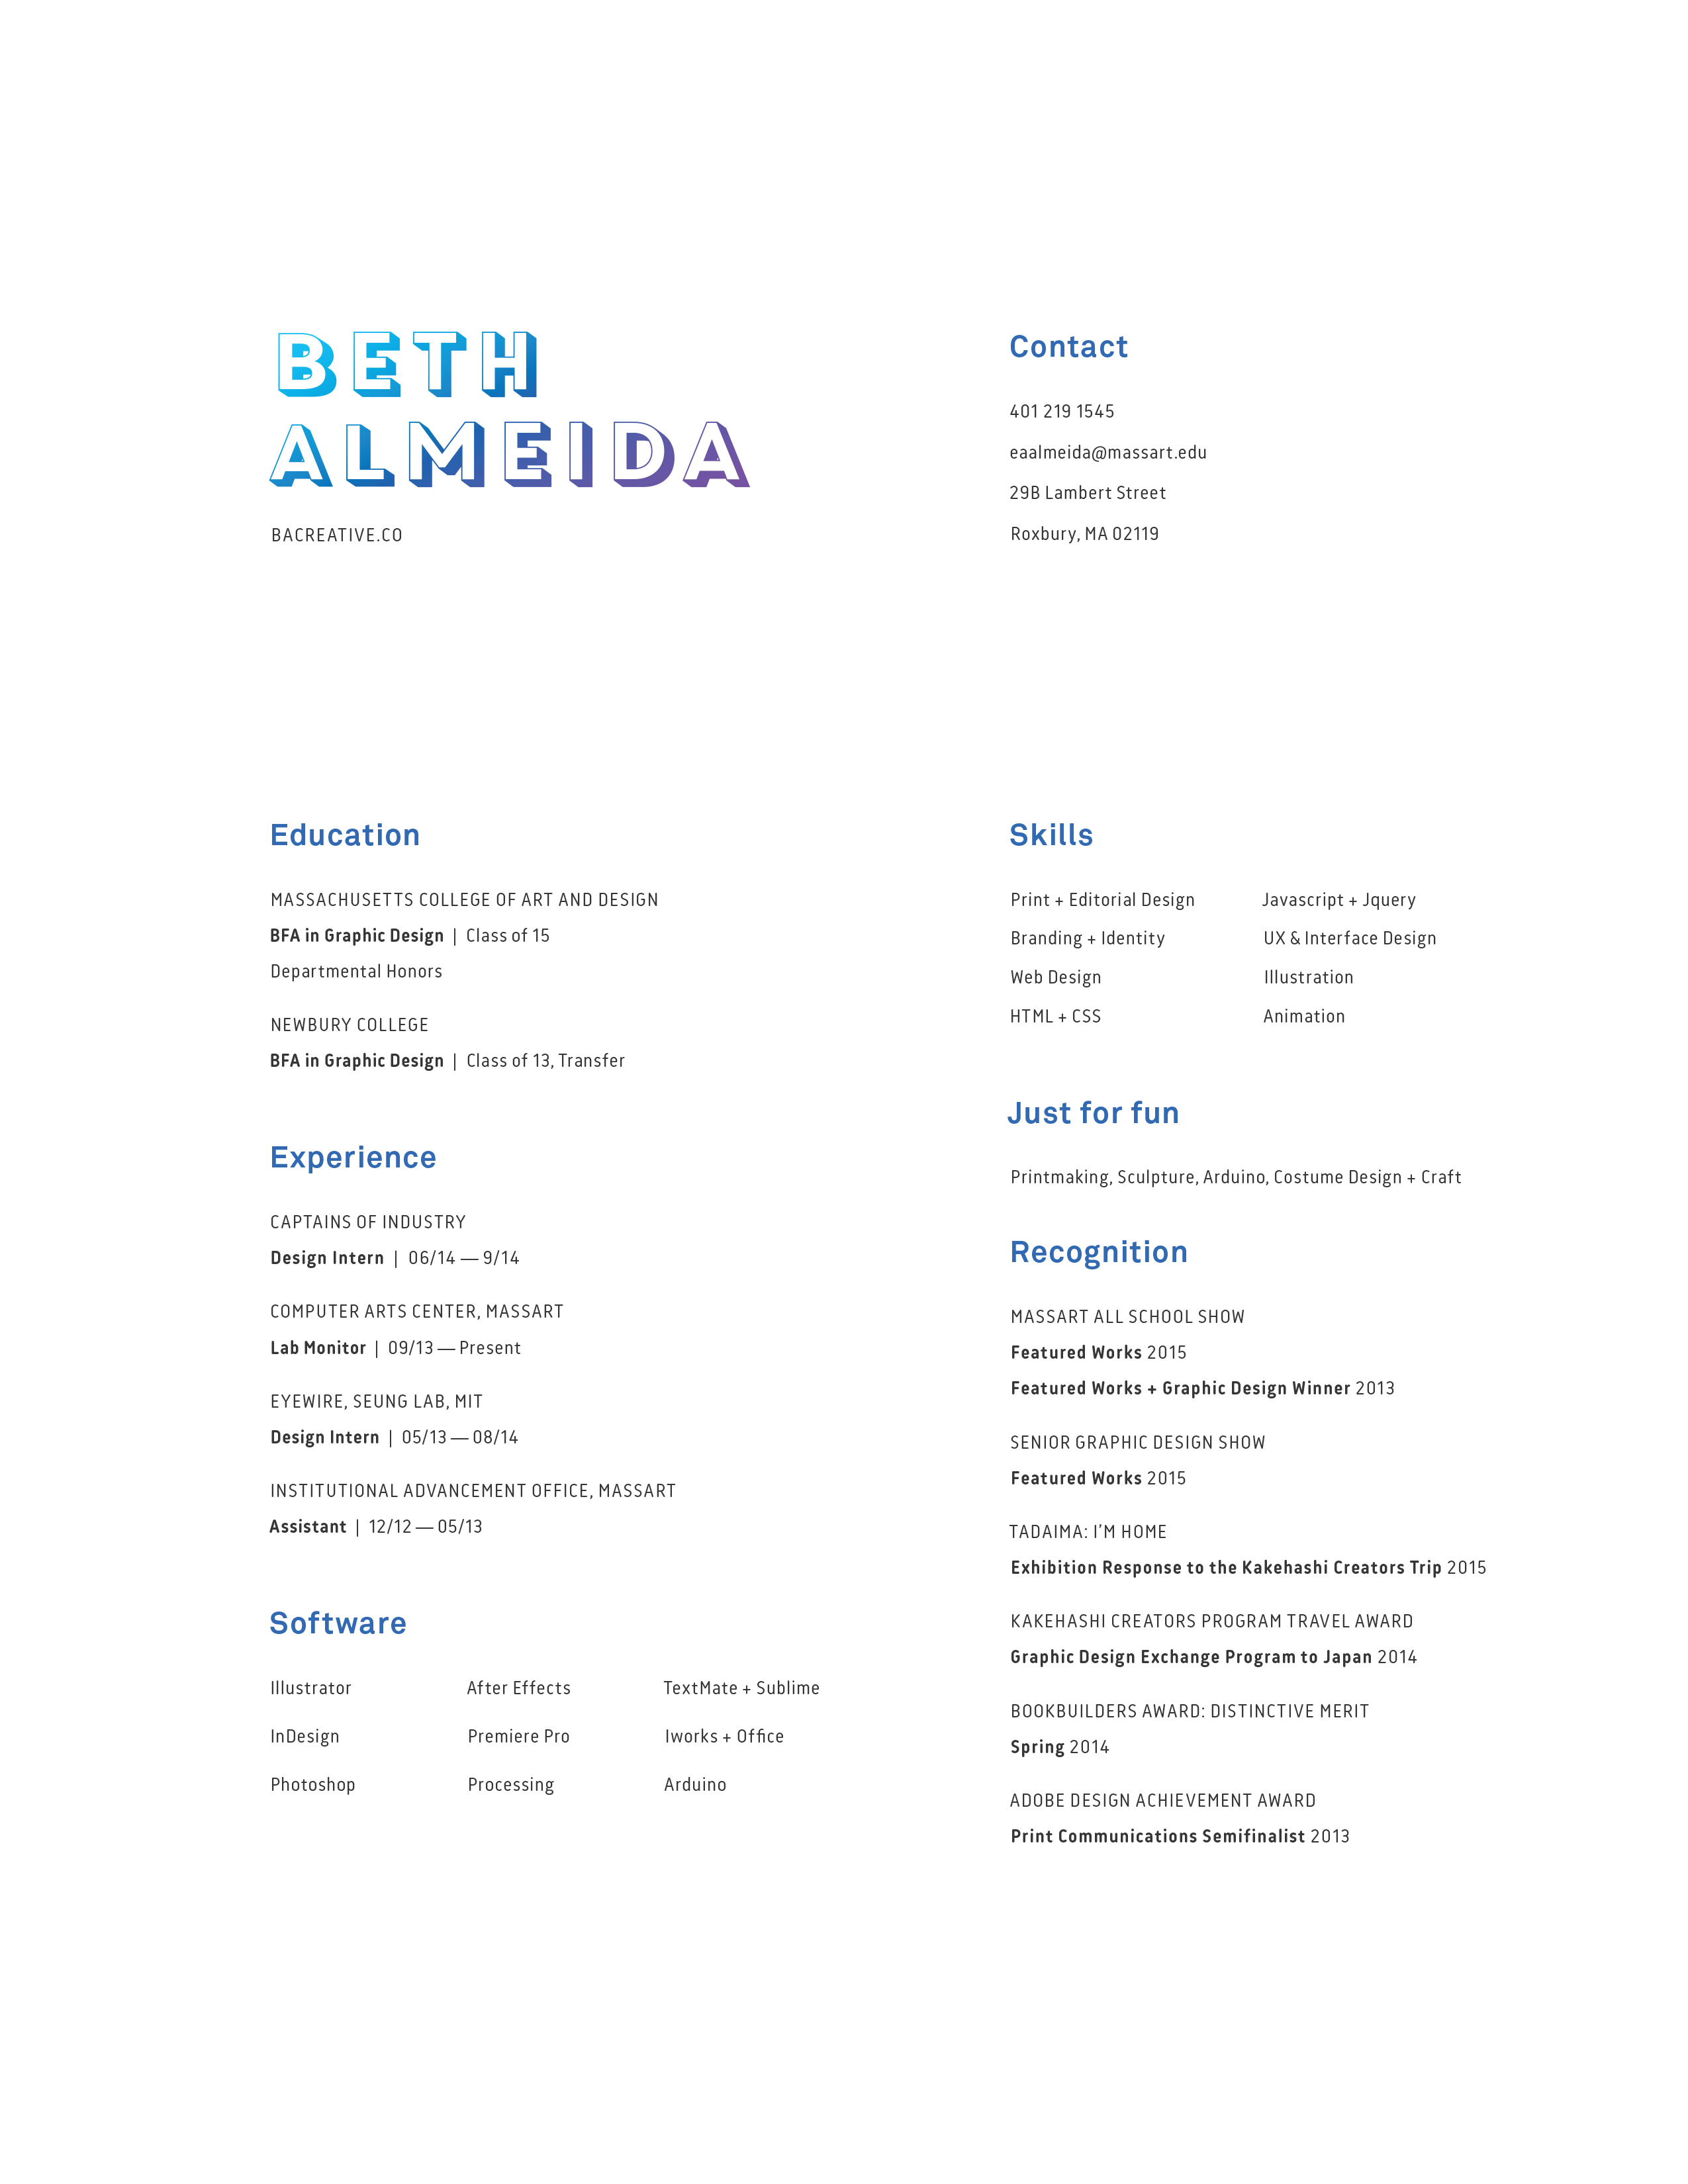 BETH
ALMEIDA
BACREATIVE.CO
Contact
401 219 1545
eaalmeida@massart.edu
29B Lambert Street
Roxbury, MA 02119
Education
MASSACHUSETTS COLLEGE OF ART AND DESIGN
BFA in Graphic Design | Class of 15
Departmental Honors
NEWBURY COLLEGE
BFA in Graphic Design | Class of 13, Transfer
Experience
CAPTAINS OF INDUSTRY
Design Intern | 06/14 — 9/14
COMPUTER ARTS CENTER, MASSART
Lab Monitor | 09/13 — Present
EYEWIRE, SEUNG LAB, MIT
Design Intern | 05/13 — 08/14
INSTITUTIONAL ADVANCEMENT OFFICE, MASSART
Assistant | 12/12 — 05/13
Software
Illustrator After Effects TextMate + Sublime
InDesign Premiere Pro Iworks + Office
Photoshop Processing Arduino
Skills
Print + Editorial Design Javascript + Jquery
Branding + Identity UX & Interface Design
Web Design Illustration
HTML + CSS Animation
Just for fun
Printmaking, Sculpture, Arduino, Costume Design + Craft
Recognition
MASSART ALL SCHOOL SHOW
Featured Works 2015
Featured Works + Graphic Design Winner 2013
SENIOR GRAPHIC DESIGN SHOW
Featured Works 2015
TADAIMA: I’M HOME
Exhibition Response to the Kakehashi Creators Trip 2015
KAKEHASHI CREATORS PROGRAM TRAVEL AWARD
Graphic Design Exchange Program to Japan 2014
BOOKBUILDERS AWARD: DISTINCTIVE MERIT
Spring 2014
ADOBE DESIGN ACHIEVEMENT AWARD
Print Communications Semifinalist 2013